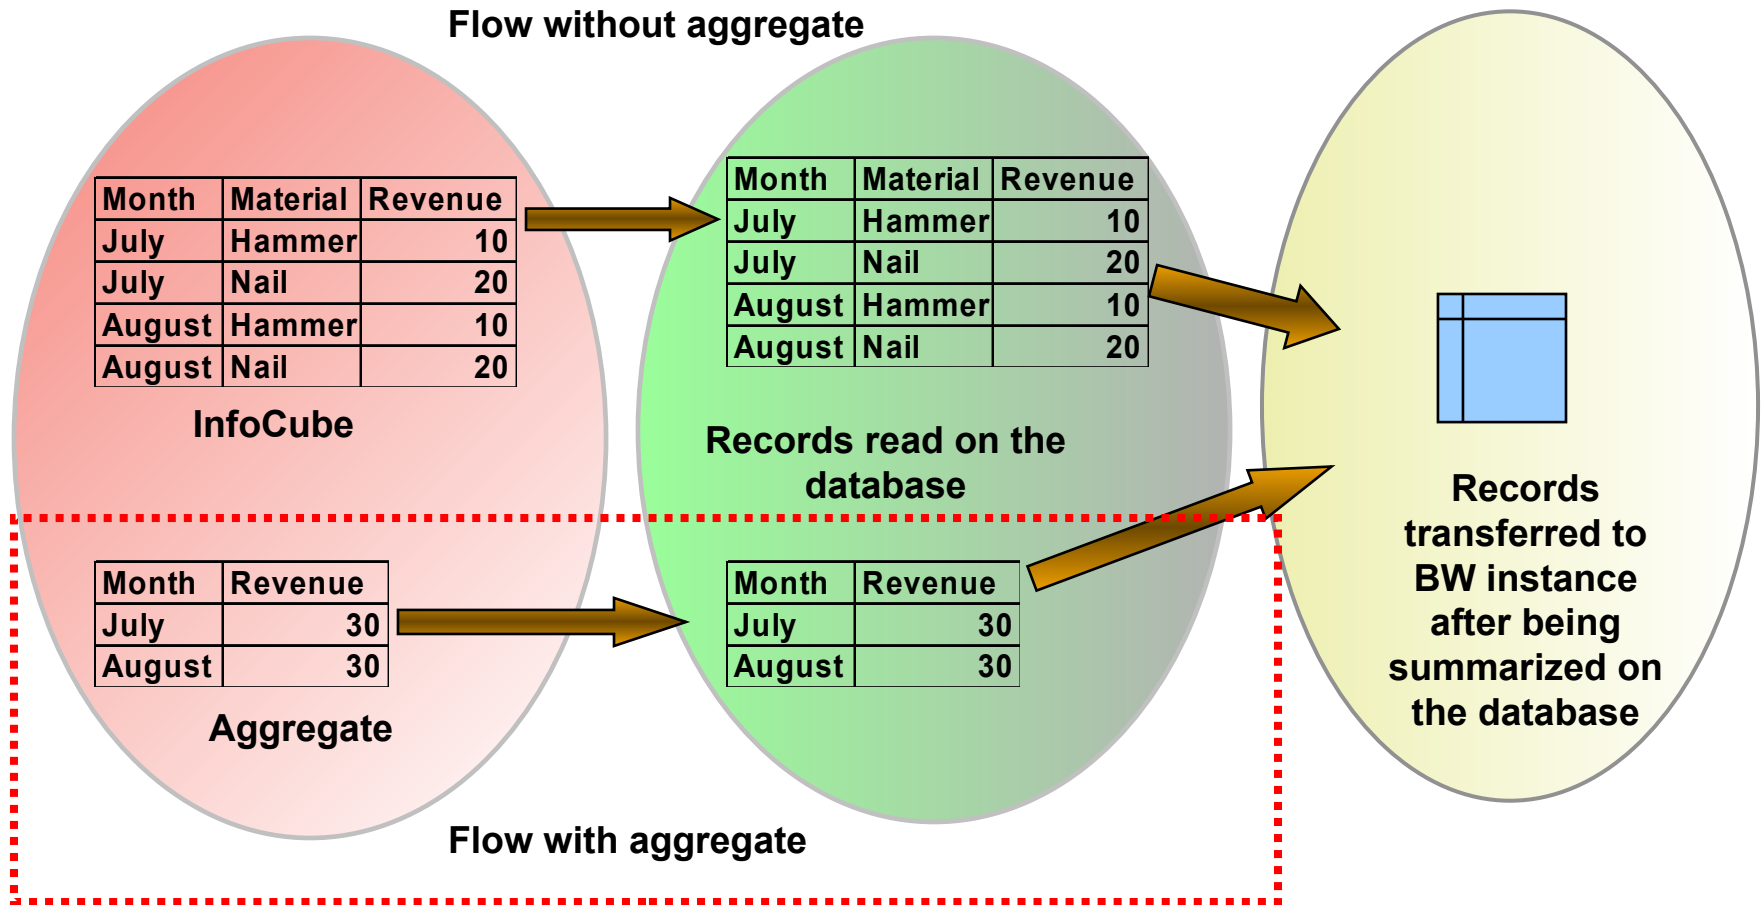 Flow without aggregate
Month Material Revenue
July Hammer 10
July Nail 20
August Hammer 10
August Nail 20
InfoCube
Month Material Revenue
July Hammer 10
July Nail 20
August Hammer 10
August Nail 20
Records read on the
database
Records
transferred to
BW instance
after being
summarized on
the database
Month Revenue
July 30
August 30
Aggregate
Month Revenue
July 30
August 30
Flow with aggregate